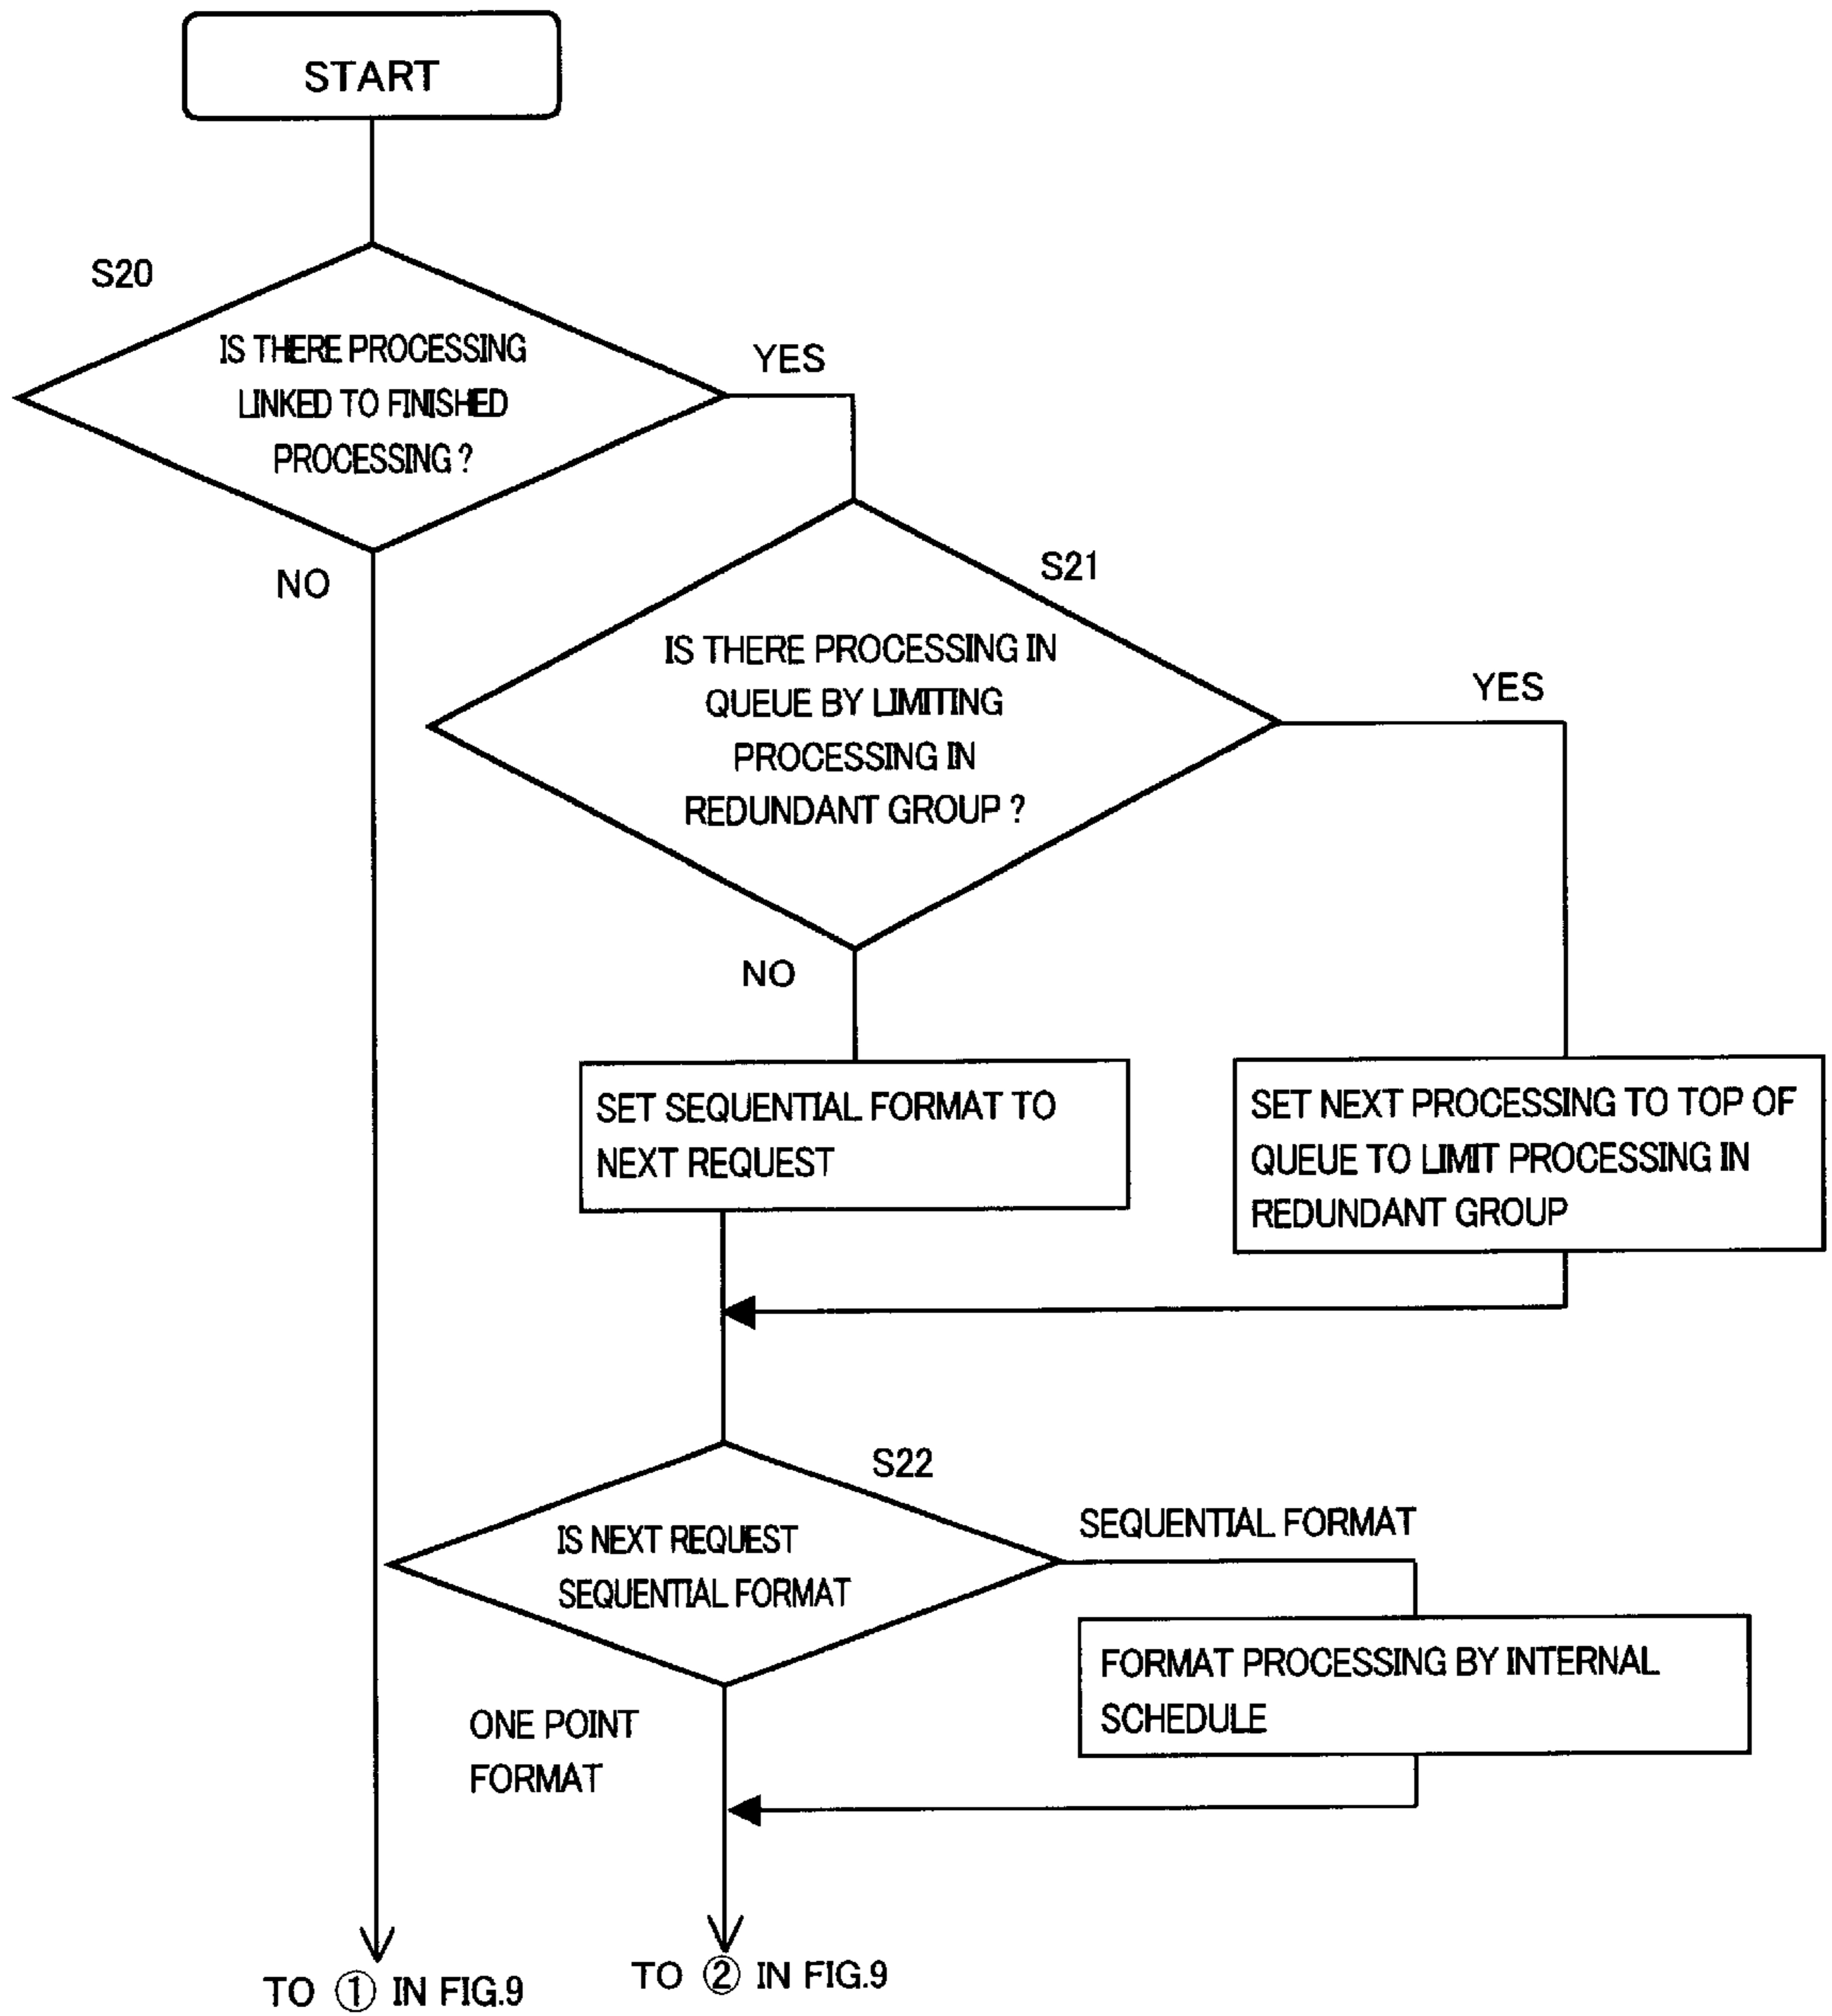 START
S20
IS THERE PROCESSING
LINKED TO FINISHED
PROCESSING ?
YES
NO
S21
IS THERE PROCESSING IN
QUEUE BY LIMITING
PROCESSING IN
REDUNDANT GROUP ?
YES
NO
SET SEQUENTIAL FORMAT TO
NEXT REQUEST
SET NEXT PROCESSING TO TOP OF
QUEUE TO LIMIT PROCESSING IN
REDUNDANT GROUP
S22
IS NEXT REQUEST
SEQUENTIAL FORMAT
SEQUENTIAL FORMAT
FORMAT PROCESSING BY INTERNAL
SCHEDULE
ONE POINT
FORMAT
TO ① IN FIG.9
TO ② IN FIG.9